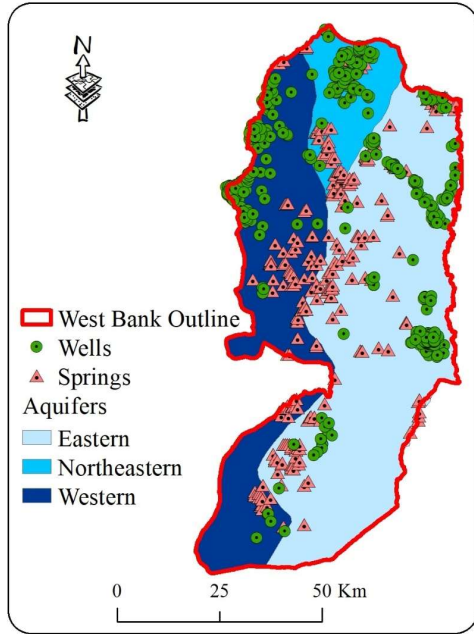 N
West Bank Outline
Wells
Springs
Aquifers
Eastern
Northeastern
Western
0 25 50 Km